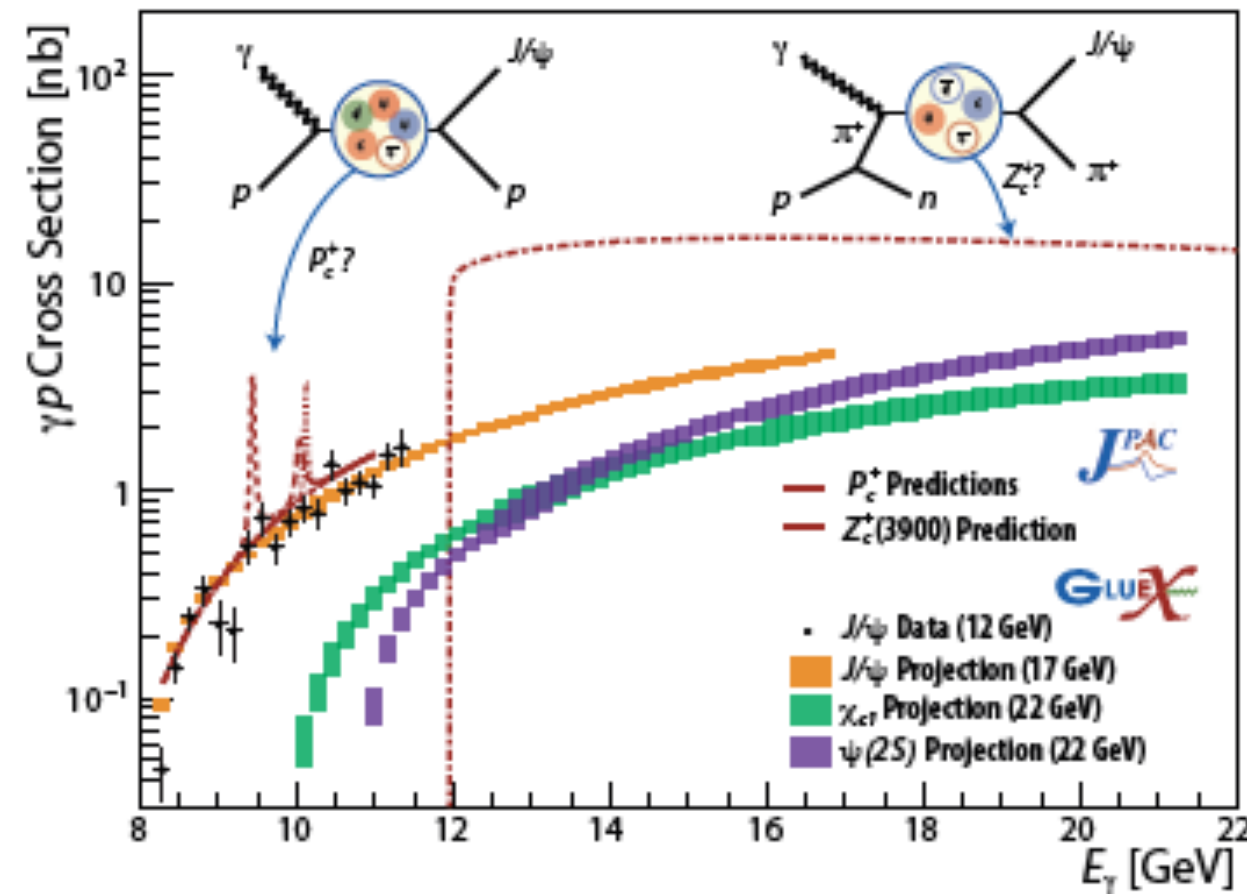 γp Cross Section [nb]
10²
10
1
10⁻¹
γ
p
J/ψ
p
P_c⁺?
γ
π⁺
p
n
J/ψ
π⁺
Z_c⁺?
JPAC
P_c⁺ Predictions
Z_c⁺(3900) Prediction
GLUEX
J/ψ Data (12 GeV)
J/ψ Projection (17 GeV)
χ_c1 Projection (22 GeV)
ψ(2S) Projection (22 GeV)
8 10 12 14 16 18 20 22
E_γ [GeV]